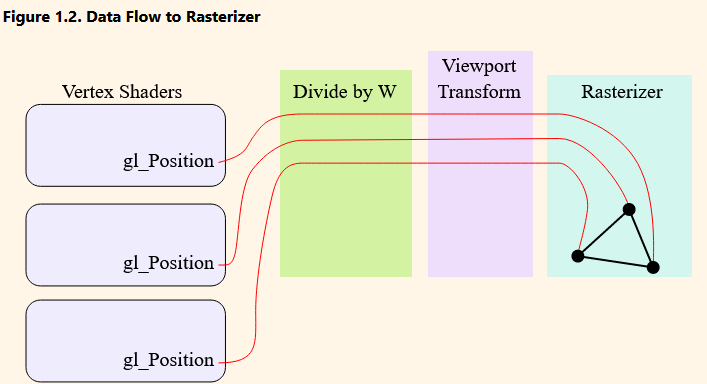 Figure 1.2. Data Flow to Rasterizer
Vertex Shaders
gl_Position
gl_Position
gl_Position
Divide by W
Viewport
Transform
Rasterizer